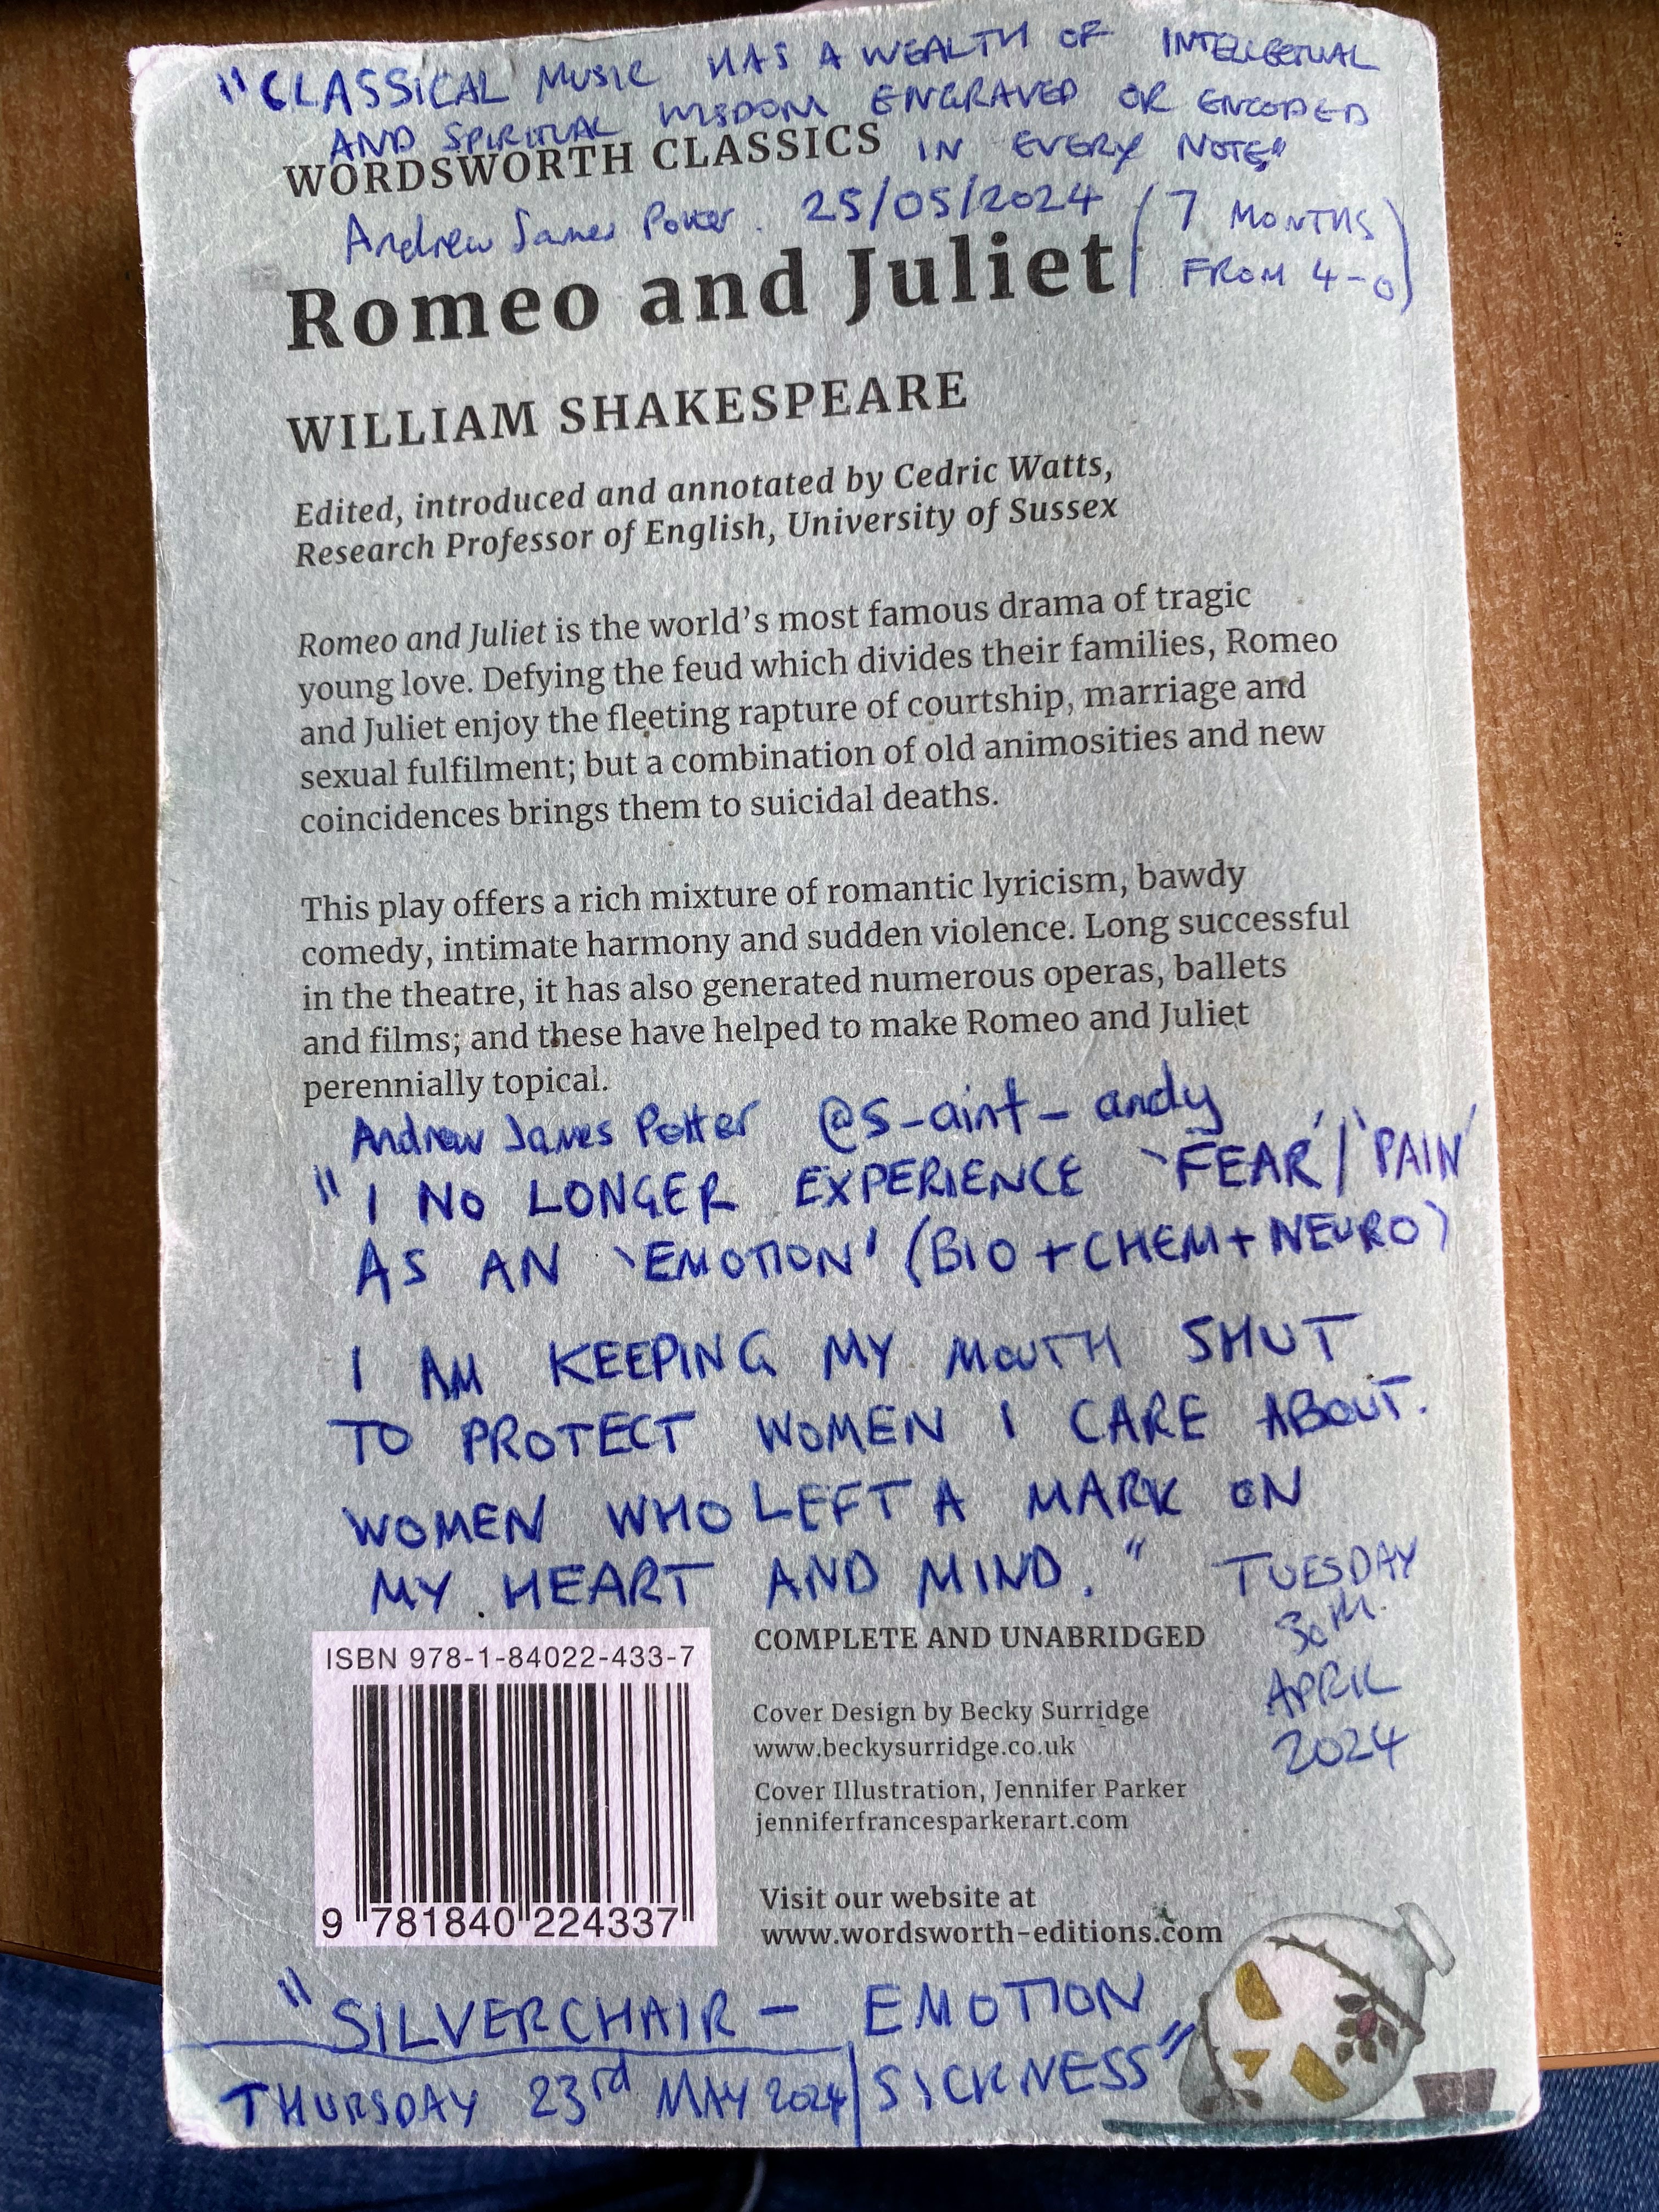 "CLASSICAL MUSIC HAS A WEALTH OF INTELLECTUAL
AND SPIRITUAL WISDOM ENGRAVED OR ENCODED
IN EVERY NOTE"
WORDSWORTH CLASSICS
Andrew James Potter. 25/05/2024 (7 MONTHS
FROM 4-0)
Romeo and Juliet
WILLIAM SHAKESPEARE
Edited, introduced and annotated by Cedric Watts,
Research Professor of English, University of Sussex
Romeo and Juliet is the world's most famous drama of tragic
young love. Defying the feud which divides their families, Romeo
and Juliet enjoy the fleeting rapture of courtship, marriage and
sexual fulfilment; but a combination of old animosities and new
coincidences brings them to suicidal deaths.
This play offers a rich mixture of romantic lyricism, bawdy
comedy, intimate harmony and sudden violence. Long successful
in the theatre, it has also generated numerous operas, ballets
and films; and these have helped to make Romeo and Juliet
perennially topical.
Andrew James Potter @s_aint_andy
"I NO LONGER EXPERIENCE 'FEAR'/'PAIN'
AS AN 'EMOTION' (BIO+CHEM+NEURO)
I AM KEEPING MY MOUTH SHUT
TO PROTECT WOMEN I CARE ABOUT.
WOMEN WHO LEFT A MARK ON
MY HEART AND MIND."
TUESDAY
30th
APRIL
2024
ISBN 978-1-84022-433-7
9 781840 224337
COMPLETE AND UNABRIDGED
Cover Design by Becky Surridge
www.beckysurridge.co.uk
Cover Illustration, Jennifer Parker
jenniferfrancesparkerart.com
Visit our website at
www.wordsworth-editions.com
"SILVERCHAIR - EMOTION
SICKNESS"
THURSDAY 23rd MAY 2024